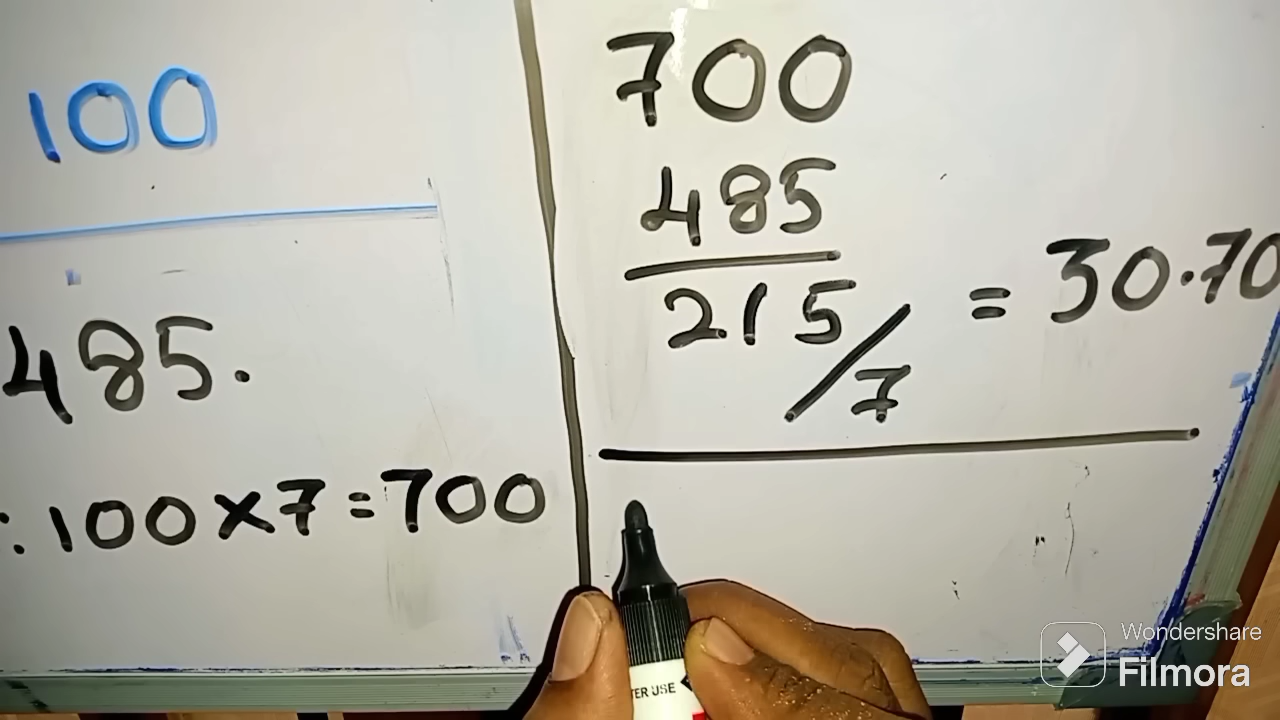 100
485.
:100×7=700
700
485
215/7 = 30.70
TER USE
Wondershare
Filmora